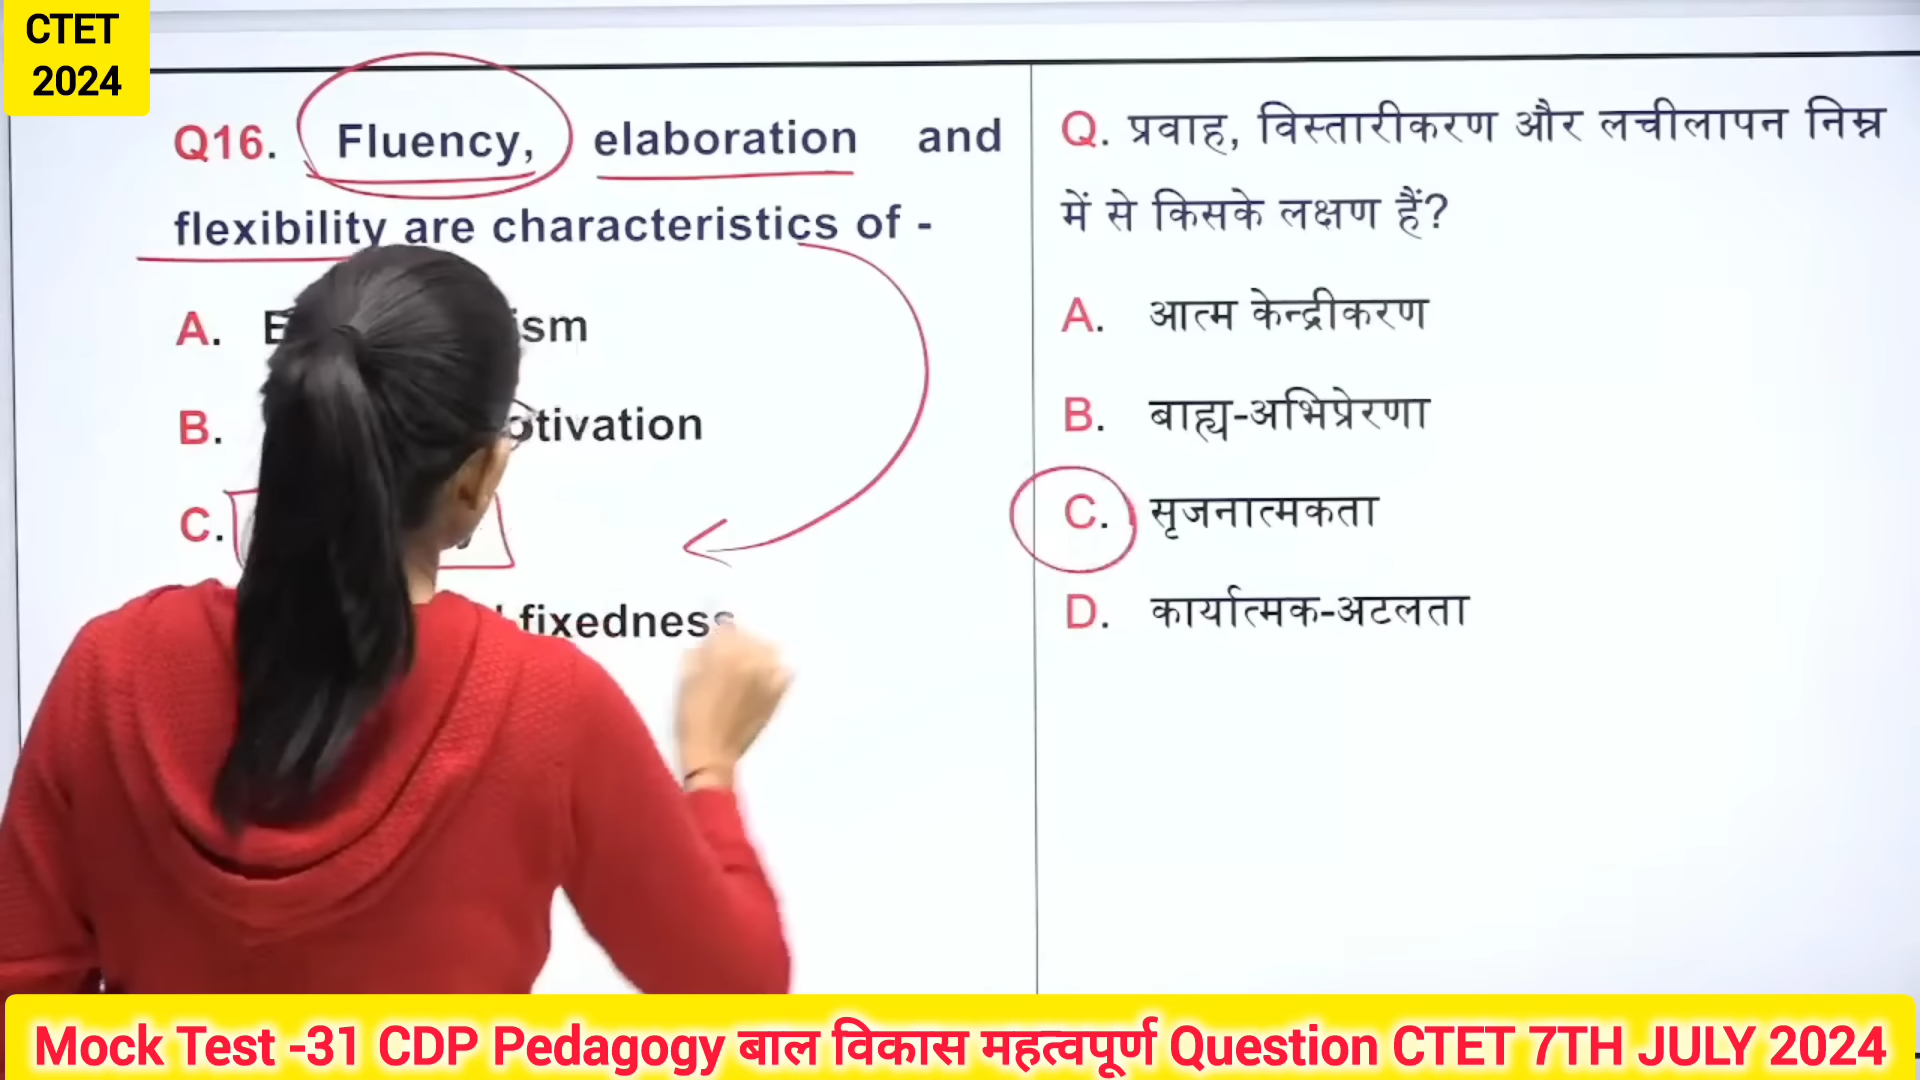 CTET
2024
Q16. Fluency, elaboration and
flexibility are characteristics of -
A.
B.
C.
fixedness
Q. प्रवाह, विस्तारीकरण और लचीलापन निम्न
में से किसके लक्षण हैं?
A. आत्म केन्द्रीकरण
B. बाह्य-अभिप्रेरणा
C. सृजनात्मकता
D. कार्यात्मक-अटलता
Mock Test -31 CDP Pedagogy बाल विकास महत्वपूर्ण Question CTET 7TH JULY 2024